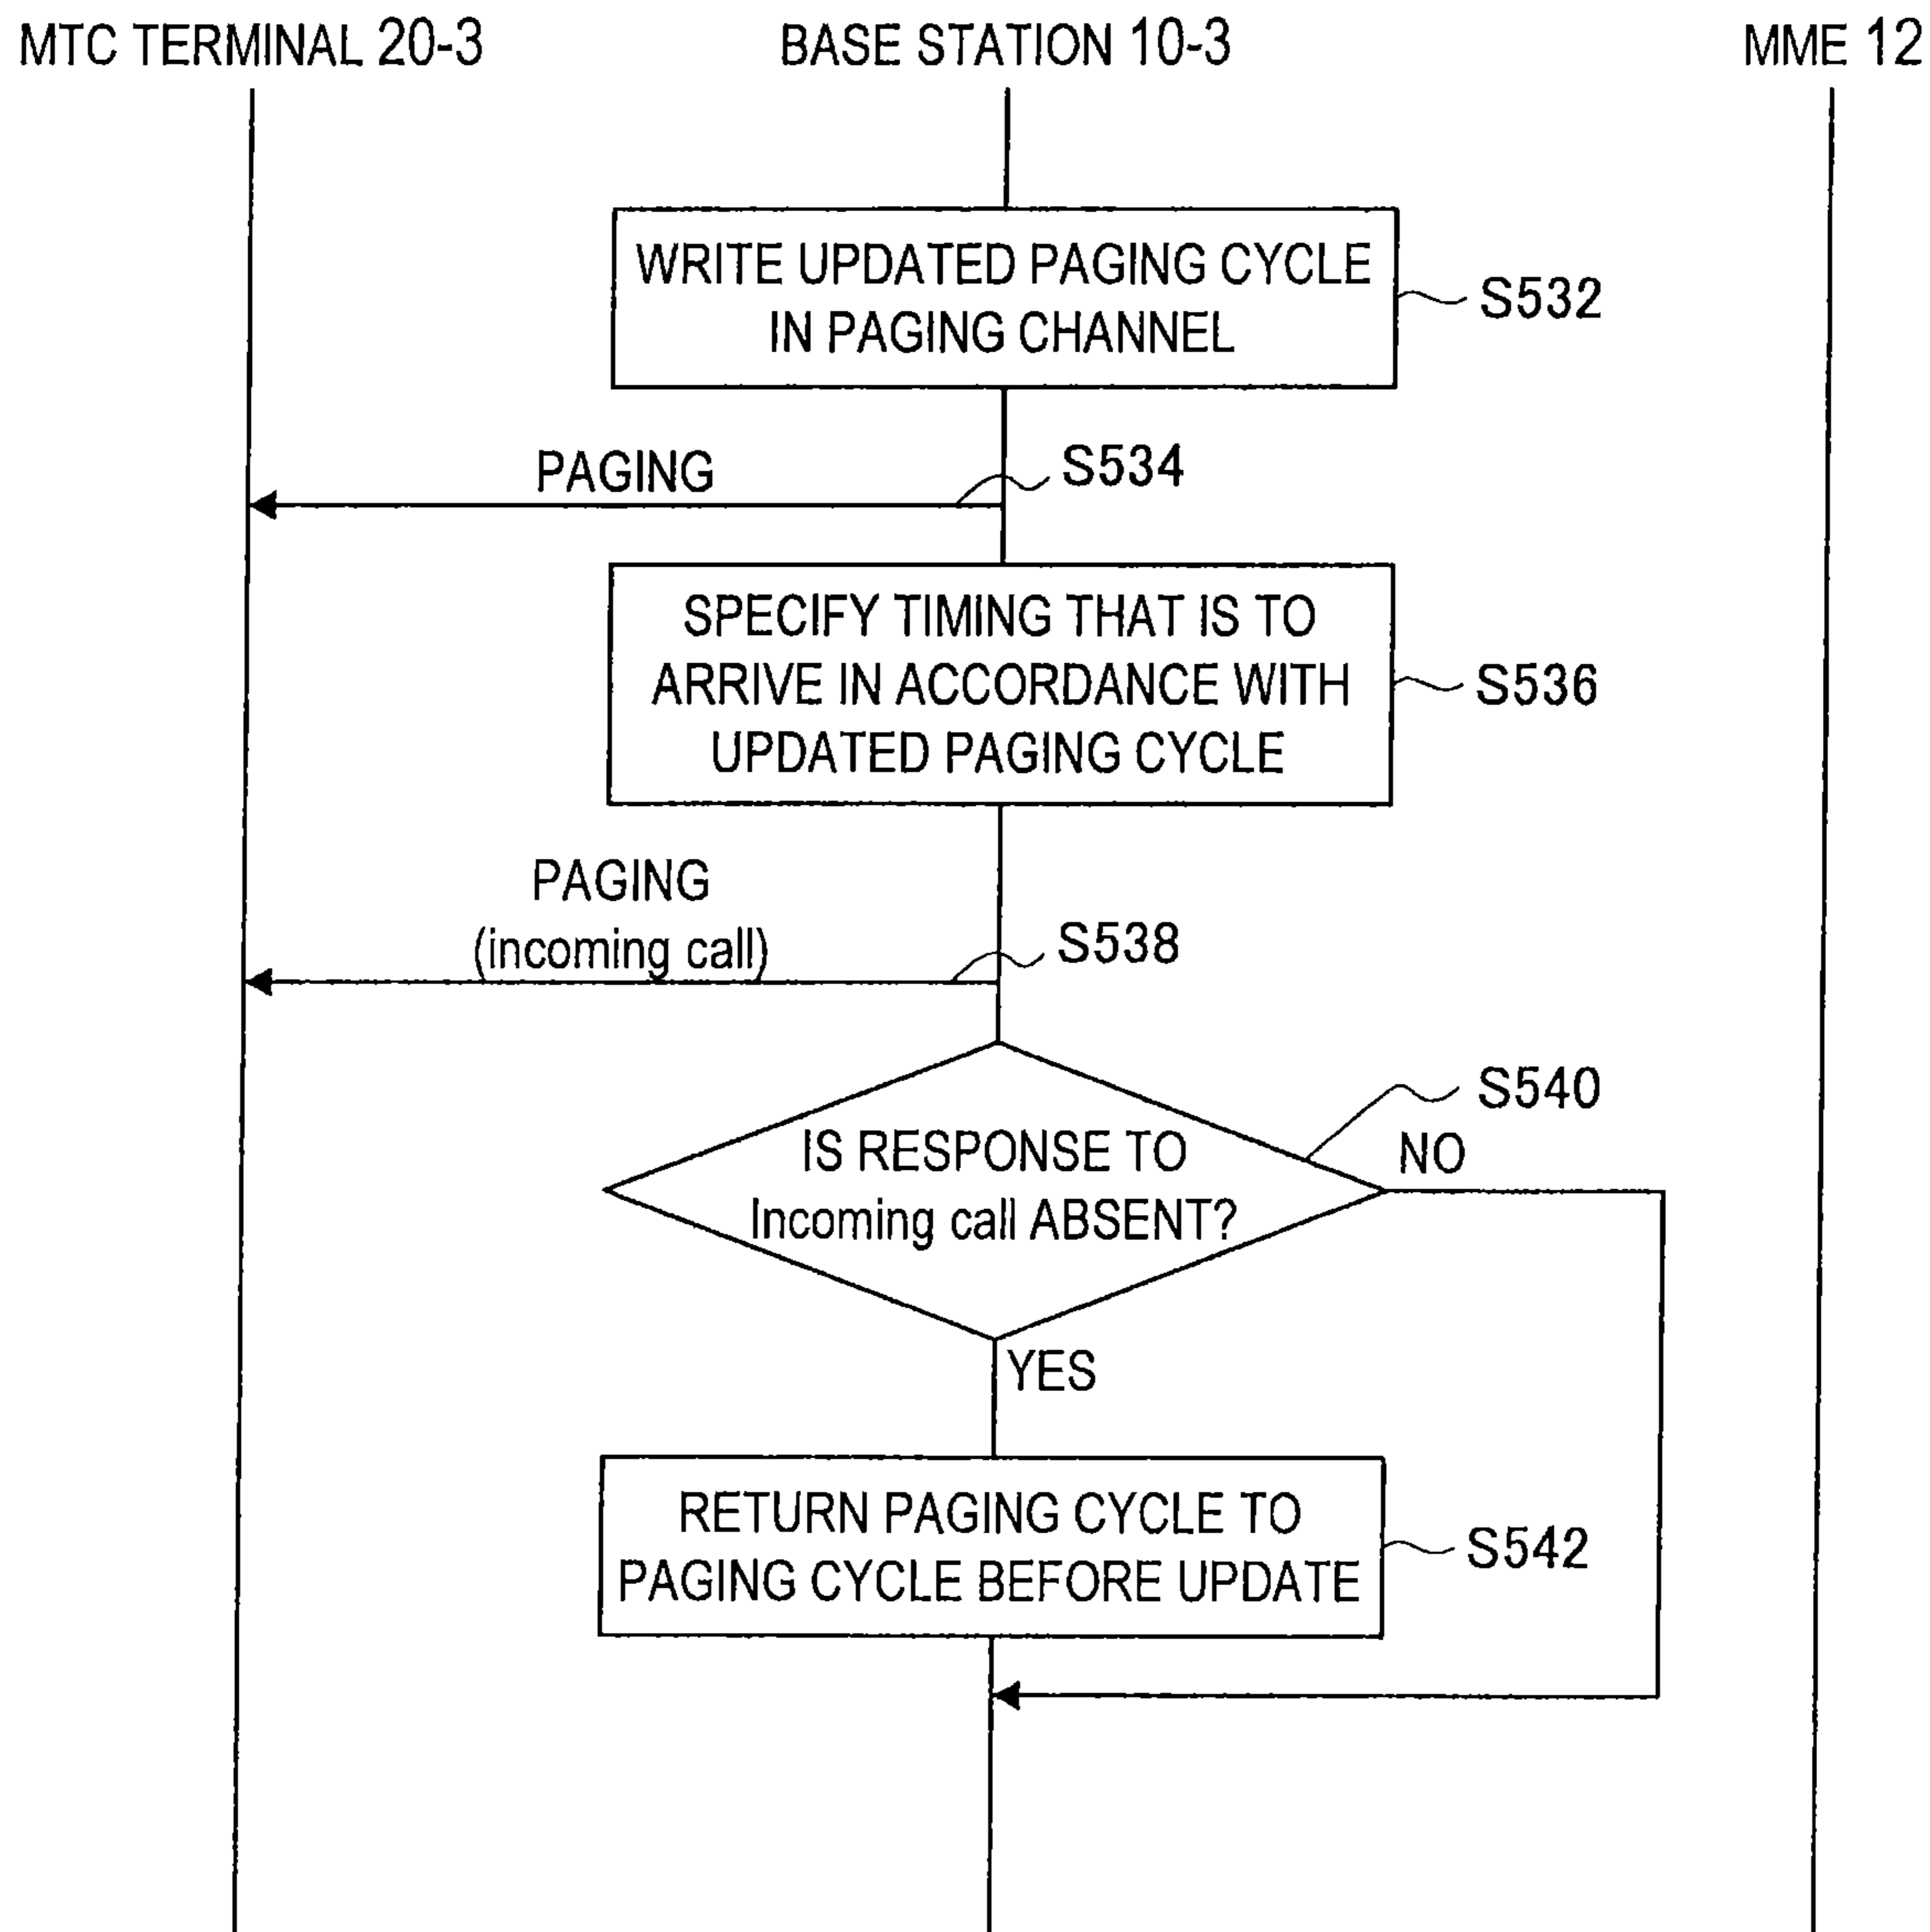 MTC TERMINAL 20-3
BASE STATION 10-3
MME 12
WRITE UPDATED PAGING CYCLE
IN PAGING CHANNEL
S532
PAGING
S534
SPECIFY TIMING THAT IS TO
ARRIVE IN ACCORDANCE WITH
UPDATED PAGING CYCLE
S536
PAGING
(incoming call)
S538
IS RESPONSE TO
Incoming call ABSENT?
S540
NO
YES
RETURN PAGING CYCLE TO
PAGING CYCLE BEFORE UPDATE
S542